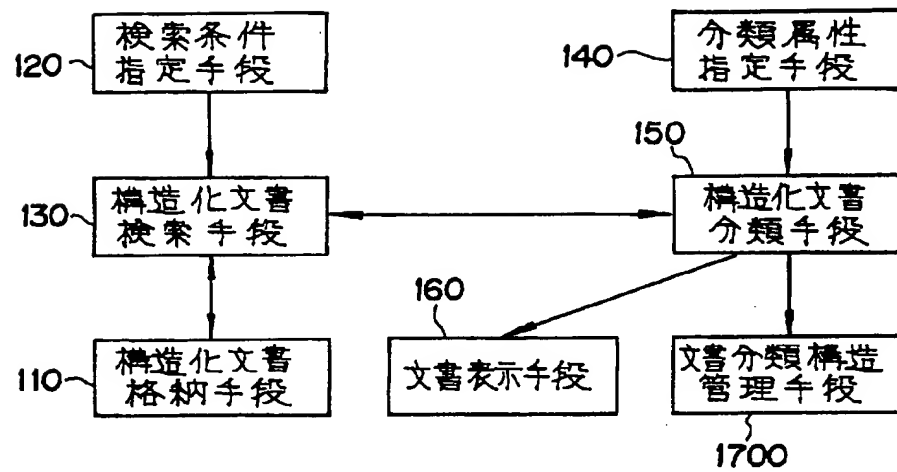 120
検索条件
指定手段
140
分類属性
指定手段
130
構造化文書
検索手段
150
構造化文書
分類手段
110
構造化文書
格納手段
160
文書表示手段
文書分類構造
管理手段
1700